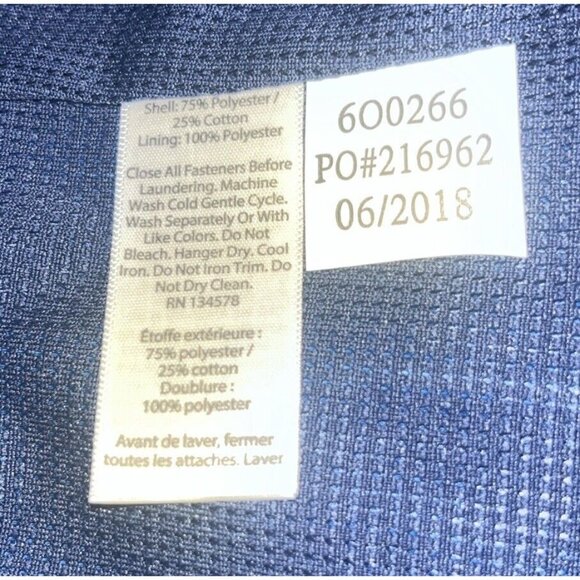 Shell: 75% Polyester /
25% Cotton
Lining: 100% Polyester
Close All Fasteners Before
Laundering. Machine
Wash Cold Gentle Cycle.
Wash Separately Or With
Like Colors. Do Not
Bleach. Hanger Dry. Cool
Iron. Do Not Iron Trim. Do
Not Dry Clean.
RN 134578
Étoffe extérieure :
75% polyester /
25% cotton
Doublure :
100% polyester
Avant de laver, fermer
toutes les attaches. Laver
6O0266
PO#216962
06/2018